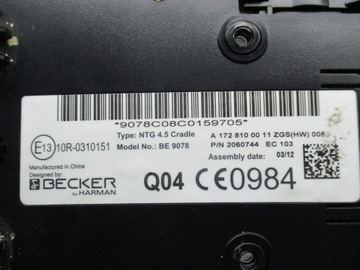 *9078C08C0159705*
Type: NTG 4.5 Cradle
A 172 810 00 11 ZGS(HW) 006
E13 10R-0310151
Model No.: BE 9078
P/N 2060744 EC 103
Manufactured in China
Assembly date: 03/12
Designed by
BECKER
by HARMAN
Q04 CE0984